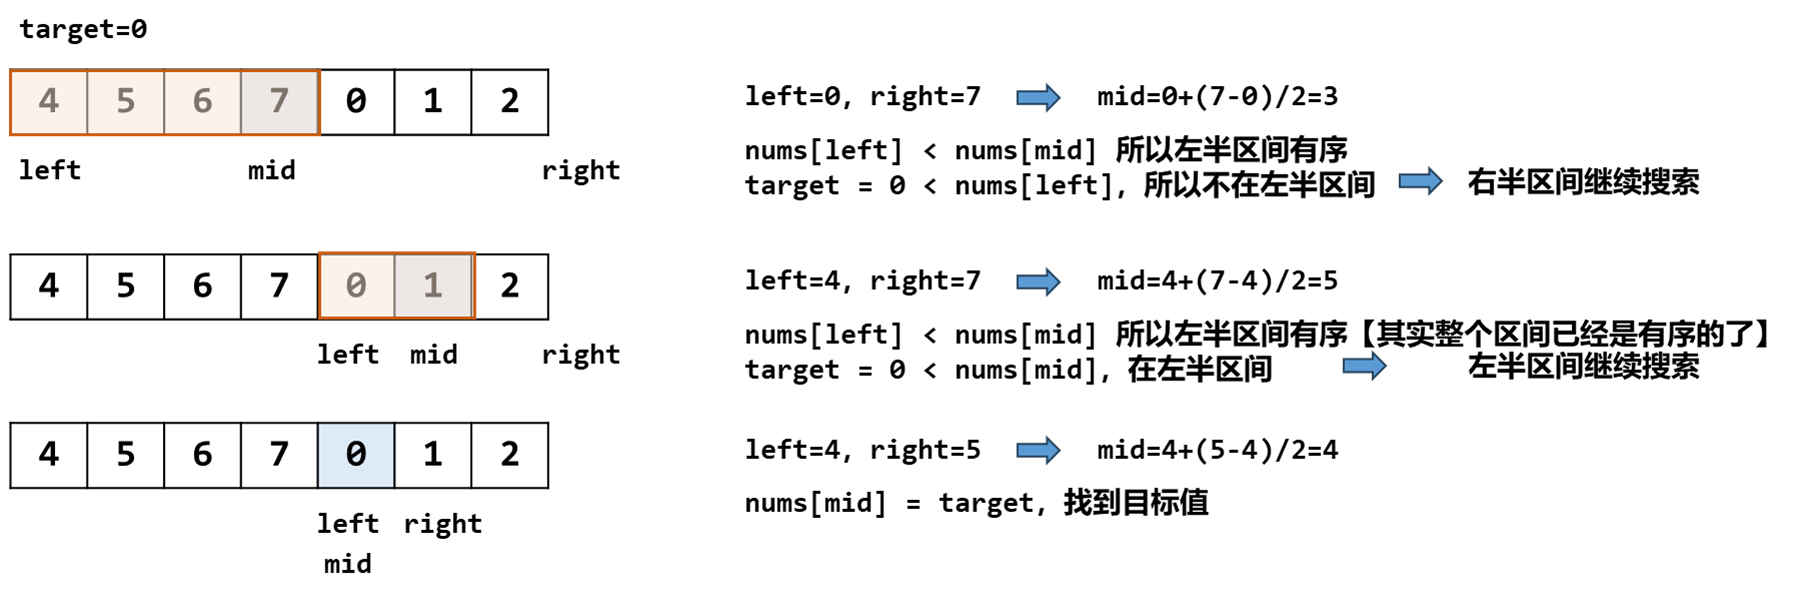 target=0
4 5 6 7 0 1 2
left mid right
left=0, right=7 mid=0+(7-0)/2=3
nums[left] < nums[mid] 所以左半区间有序
target = 0 < nums[left], 所以不在左半区间 右半区间继续搜索
4 5 6 7 0 1 2
left mid right
left=4, right=7 mid=4+(7-4)/2=5
nums[left] < nums[mid] 所以左半区间有序【其实整个区间已经是有序的了】
target = 0 < nums[mid], 在左半区间 左半区间继续搜索
4 5 6 7 0 1 2
left right
mid
left=4, right=5 mid=4+(5-4)/2=4
nums[mid] = target, 找到目标值